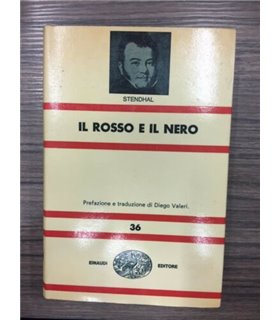 STENDHAL
IL ROSSO E IL NERO
Prefazione e traduzione di Diego Valeri.
36
EINAUDI EDITORE